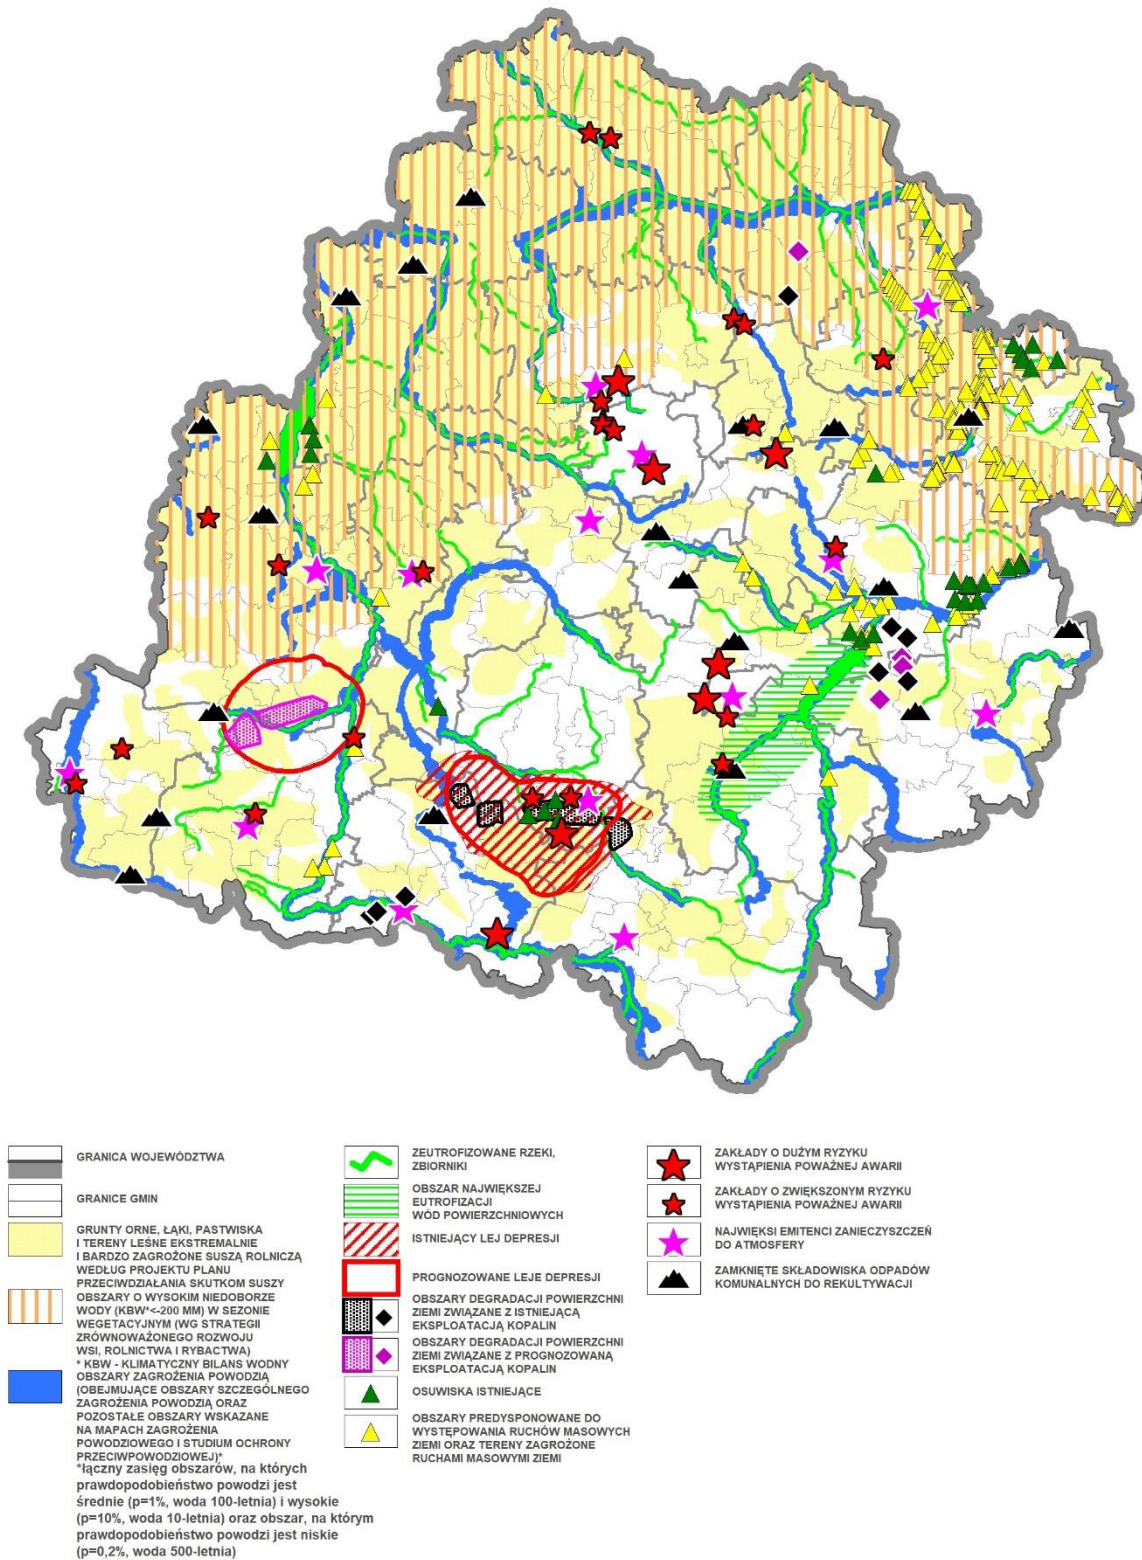 GRANICA WOJEWÓDZTWA
GRANICE GMIN
GRUNTY ORNE, ŁĄKI, PASTWISKA
I TERENY LEŚNE EKSTREMALNIE
I BARDZO ZAGROŻONE SUSZĄ ROLNICZĄ
WEDŁUG PROJEKTU PLANU
PRZECIWDZIAŁANIA SKUTKOM SUSZY
OBSZARY O WYSOKIM NIEDOBORZE
WODY (KBW*<-200 MM) W SEZONIE
WEGETACYJNYM (WG STRATEGII
ZRÓWNOWAŻONEGO ROZWOJU
WSI, ROLNICTWA I RYBACTWA)
* KBW - KLIMATYCZNY BILANS WODNY
OBSZARY ZAGROŻENIA POWODZIĄ
(OBEJMUJĄCE OBSZARY SZCZEGÓLNEGO
ZAGROŻENIA POWODZIĄ ORAZ
POZOSTAŁE OBSZARY WSKAZANE
NA MAPACH ZAGROŻENIA
POWODZIOWEGO I STUDIUM OCHRONY
PRZECIWPOWODZIOWEJ)*
*łączny zasięg obszarów, na których
prawdopodobieństwo powodzi jest
średnie (p=1%, woda 100-letnia) i wysokie
(p=10%, woda 10-letnia) oraz obszar, na którym
prawdopodobieństwo powodzi jest niskie
(p=0,2%, woda 500-letnia)
ZEUTROFIZOWANE RZEKI,
ZBIORNIKI
OBSZAR NAJWIĘKSZEJ
EUTROFIZACJI
WÓD POWIERZCHNIOWYCH
ISTNIEJĄCY LEJ DEPRESJI
PROGNOZOWANE LEJE DEPRESJI
OBSZARY DEGRADACJI POWIERZCHNI
ZIEMI ZWIĄZANE Z ISTNIEJĄCĄ
EKSPLOATACJĄ KOPALIN
OBSZARY DEGRADACJI POWIERZCHNI
ZIEMI ZWIĄZANE Z PROGNOZOWANĄ
EKSPLOATACJĄ KOPALIN
OSUWISKA ISTNIEJĄCE
OBSZARY PREDYSPONOWANE DO
WYSTĘPOWANIA RUCHÓW MASOWYCH
ZIEMI ORAZ TERENY ZAGROŻONE
RUCHAMI MASOWYMI ZIEMI
ZAKŁADY O DUŻYM RYZYKU
WYSTĄPIENIA POWAŻNEJ AWARII
ZAKŁADY O ZWIĘKSZONYM RYZYKU
WYSTĄPIENIA POWAŻNEJ AWARII
NAJWIĘKSI EMITENCI ZANIECZYSZCZEŃ
DO ATMOSFERY
ZAMKNIĘTE SKŁADOWISKA ODPADÓW
KOMUNALNYCH DO REKULTYWACJI